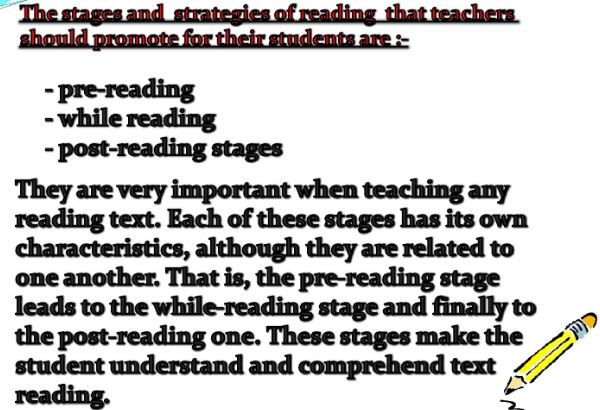 The stages and strategies of reading that teachers
should promote for their students are :-
- pre-reading
- while reading
- post-reading stages
They are very important when teaching any
reading text. Each of these stages has its own
characteristics, although they are related to
one another. That is, the pre-reading stage
leads to the while-reading stage and finally to
the post-reading one. These stages make the
student understand and comprehend text
reading.